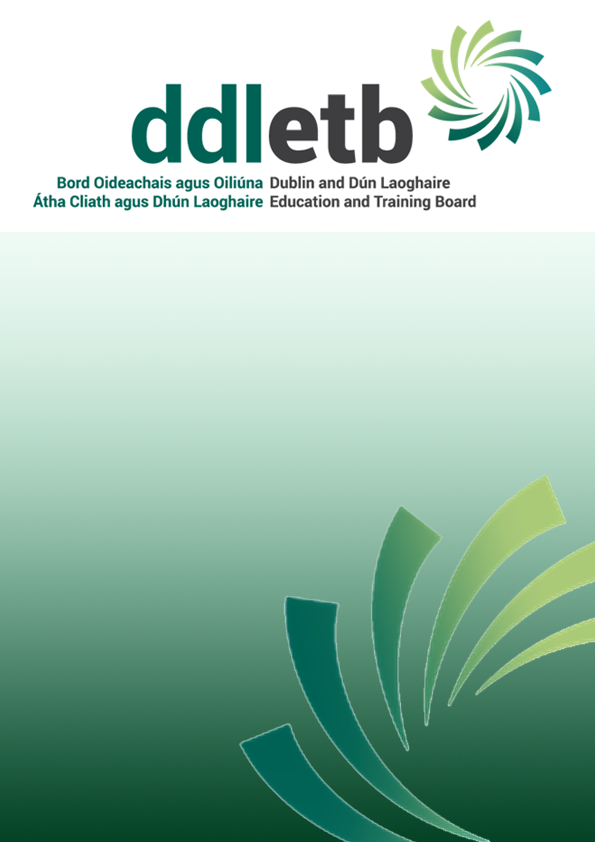 ddletb
Bord Oideachais agus Oiliúna Dublin and Dún Laoghaire
Átha Cliath agus Dhún Laoghaire Education and Training Board